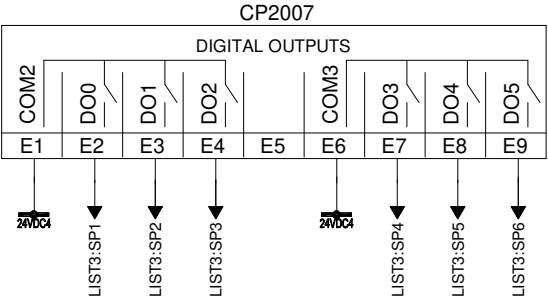 CP2007
DIGITAL OUTPUTS
COM2 DO0 DO1 DO2 COM3 DO3 DO4 DO5
E1 E2 E3 E4 E5 E6 E7 E8 E9
24VDC4 24VDC4
LIST3:SP1
LIST3:SP2
LIST3:SP3
LIST3:SP4
LIST3:SP5
LIST3:SP6